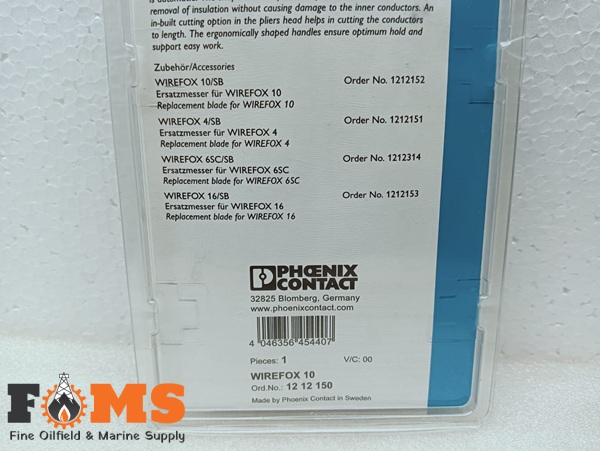 removal of insulation without causing damage to the inner conductors. An
in-built cutting option in the pliers head helps in cutting the conductors
to length. The ergonomically shaped handles ensure optimum hold and
support easy work.
Zubehör/Accessories
WIREFOX 10/SB Order No. 1212152
Ersatzmesser für WIREFOX 10
Replacement blade for WIREFOX 10
WIREFOX 4/SB Order No. 1212151
Ersatzmesser für WIREFOX 4
Replacement blade for WIREFOX 4
WIREFOX 6SC/SB Order No. 1212314
Ersatzmesser für WIREFOX 6SC
Replacement blade for WIREFOX 6SC
WIREFOX 16/SB Order No. 1212153
Ersatzmesser für WIREFOX 16
Replacement blade for WIREFOX 16
PHŒNIX
CONTACT
32825 Blomberg, Germany
www.phoenixcontact.com
4 046356 454407
Pieces: 1 V/C: 00
WIREFOX 10
Ord.No.: 12 12 150
Made by Phoenix Contact in Sweden
FOMS
Fine Oilfield & Marine Supply